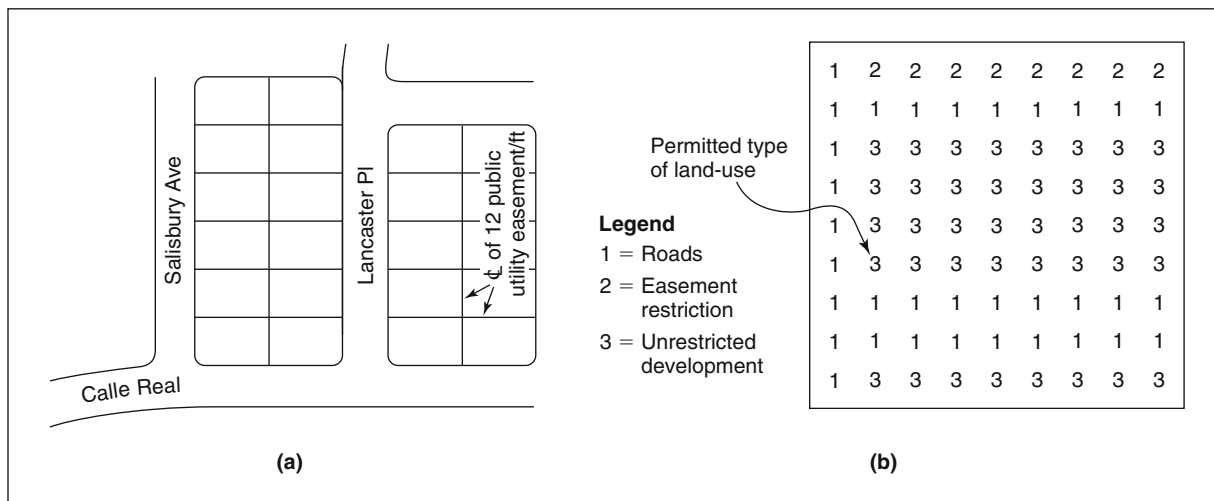 Salisbury Ave
Lancaster Pl
℄ of 12 public
utility easement/ft
Calle Real
(a)
Permitted type
of land-use
Legend
1 = Roads
2 = Easement
restriction
3 = Unrestricted
development
1 2 2 2 2 2 2 2 2
1 1 1 1 1 1 1 1 1
1 3 3 3 3 3 3 3 3
1 3 3 3 3 3 3 3 3
1 3 3 3 3 3 3 3 3
1 3 3 3 3 3 3 3 3
1 1 1 1 1 1 1 1 1
1 1 1 1 1 1 1 1 1
1 3 3 3 3 3 3 3 3
(b)